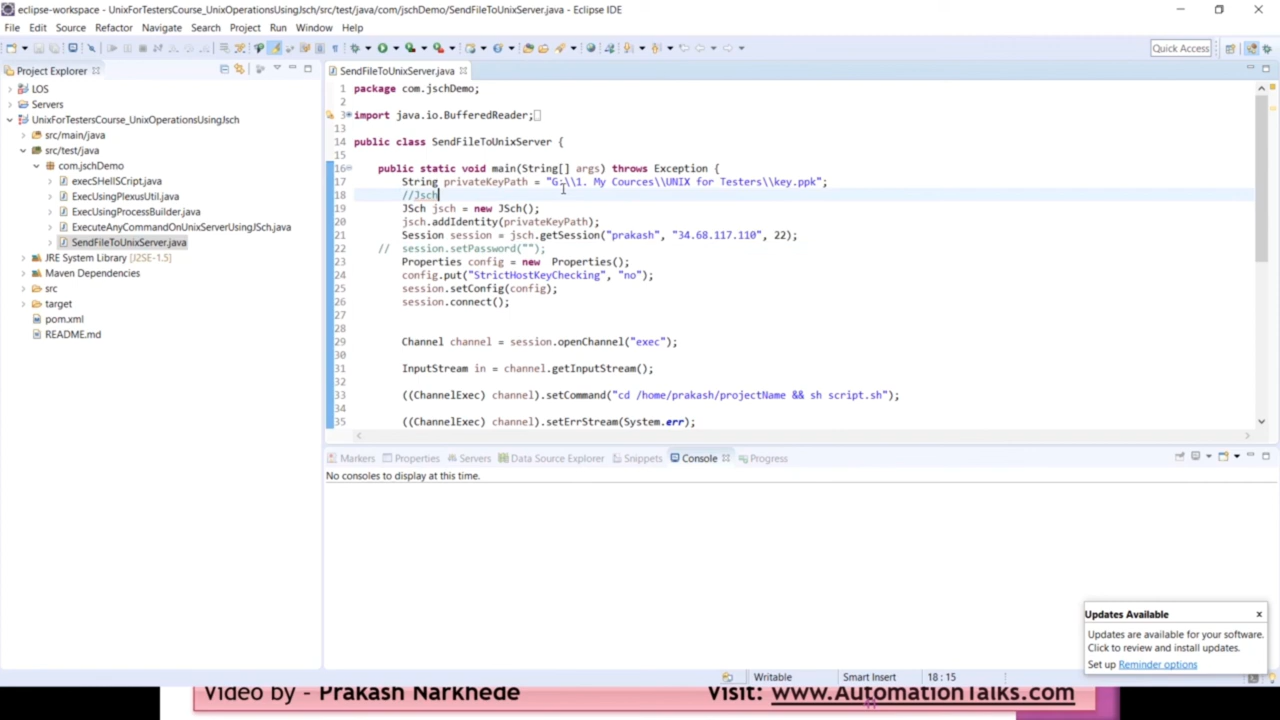 eclipse-workspace - UnixForTestersCourse_UnixOperationsUsingJsch/src/test/java/com/jschDemo/SendFileToUnixServer.java - Eclipse IDE
File Edit Source Refactor Navigate Search Project Run Window Help
Quick Access
Project Explorer
LOS
Servers
UnixForTestersCourse_UnixOperationsUsingJsch
src/main/java
src/test/java
com.jschDemo
execSHellSCript.java
ExecUsingPlexusUtil.java
ExecUsingProcessBuilder.java
ExecuteAnyCommandOnUnixServerUsingJSch.java
SendFileToUnixServer.java
JRE System Library [J2SE-1.5]
Maven Dependencies
src
target
pom.xml
README.md
SendFileToUnixServer.java
1 package com.jschDemo;
2
3 import java.io.BufferedReader;
13
14 public class SendFileToUnixServer {
15
16 public static void main(String[] args) throws Exception {
17 String privateKeyPath = "G:\\1. My Cources\\UNIX for Testers\\key.ppk";
18 //Jsch
19 JSch jsch = new JSch();
20 jsch.addIdentity(privateKeyPath);
21 Session session = jsch.getSession("prakash", "34.68.117.110", 22);
22 // session.setPassword("");
23 Properties config = new Properties();
24 config.put("StrictHostKeyChecking", "no");
25 session.setConfig(config);
26 session.connect();
27
28
29 Channel channel = session.openChannel("exec");
30
31 InputStream in = channel.getInputStream();
32
33 ((ChannelExec) channel).setCommand("cd /home/prakash/projectName && sh script.sh");
34
35 ((ChannelExec) channel).setErrStream(System.err);
Markers Properties Servers Data Source Explorer Snippets Console Progress
No consoles to display at this time.
Updates Available
Updates are available for your software.
Click to review and install updates.
Set up Reminder options
Writable Smart Insert 18 : 15
Video by - Prakash Narkhede Visit: www.AutomationTalks.com